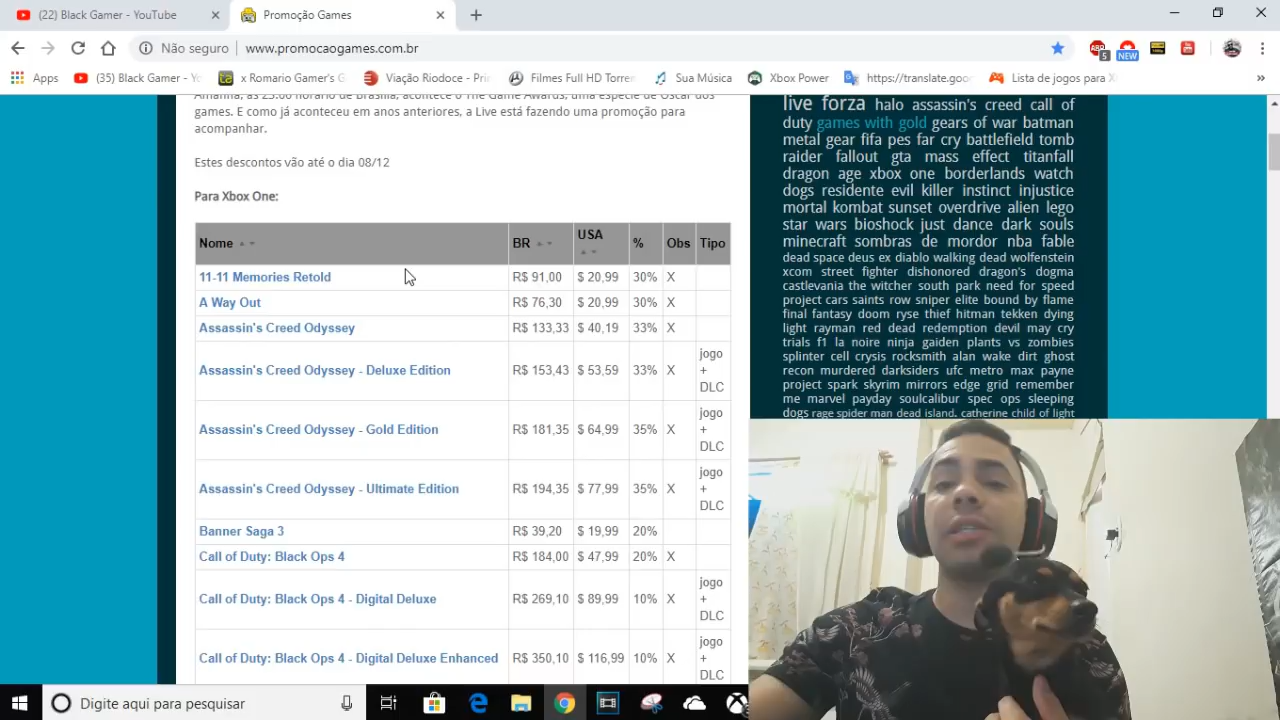 (22) Black Gamer - YouTube
Promoção Games
Não seguro
www.promocaogames.com.br
ABP
5
NEW
Apps
(35) Black Gamer - Yo
x Romario Gamer's G
Viação Riodoce - Prin
Filmes Full HD Torren
Sua Música
Xbox Power
https://translate.goo
Lista de jogos para X
»
Amanhã, às 23:00 horário de Brasília, acontece o The Game Awards, uma espécie de Oscar dos
games. E como já aconteceu em anos anteriores, a Live está fazendo uma promoção para
acompanhar.
Estes descontos vão até o dia 08/12
Para Xbox One:
Nome BR USA % Obs Tipo
11-11 Memories Retold R$ 91,00 $ 20,99 30% X
A Way Out R$ 76,30 $ 20,99 30% X
Assassin's Creed Odyssey R$ 133,33 $ 40,19 33% X
Assassin's Creed Odyssey - Deluxe Edition R$ 153,43 $ 53,59 33% X jogo + DLC
Assassin's Creed Odyssey - Gold Edition R$ 181,35 $ 64,99 35% X jogo + DLC
Assassin's Creed Odyssey - Ultimate Edition R$ 194,35 $ 77,99 35% X jogo + DLC
Banner Saga 3 R$ 39,20 $ 19,99 20%
Call of Duty: Black Ops 4 R$ 184,00 $ 47,99 20% X
Call of Duty: Black Ops 4 - Digital Deluxe R$ 269,10 $ 89,99 10% X jogo + DLC
Call of Duty: Black Ops 4 - Digital Deluxe Enhanced R$ 350,10 $ 116,99 10% X jogo + DLC
live forza halo assassin's creed call of
duty games with gold gears of war batman
metal gear fifa pes far cry battlefield tomb
raider fallout gta mass effect titanfall
dragon age xbox one borderlands watch
dogs residente evil killer instinct injustice
mortal kombat sunset overdrive alien lego
star wars bioshock just dance dark souls
minecraft sombras de mordor nba fable
dead space deus ex diablo walking dead wolfenstein
xcom street fighter dishonored dragon's dogma
castlevania the witcher south park need for speed
project cars saints row sniper elite bound by flame
final fantasy doom ryse thief hitman tekken dying
light rayman red dead redemption devil may cry
trials f1 la noire ninja gaiden plants vs zombies
splinter cell crysis rocksmith alan wake dirt ghost
recon murdered darksiders ufc metro max payne
project spark skyrim mirrors edge grid remember
me marvel payday soulcalibur spec ops sleeping
dogs rage spider man dead island, catherine child of light
Digite aqui para pesquisar